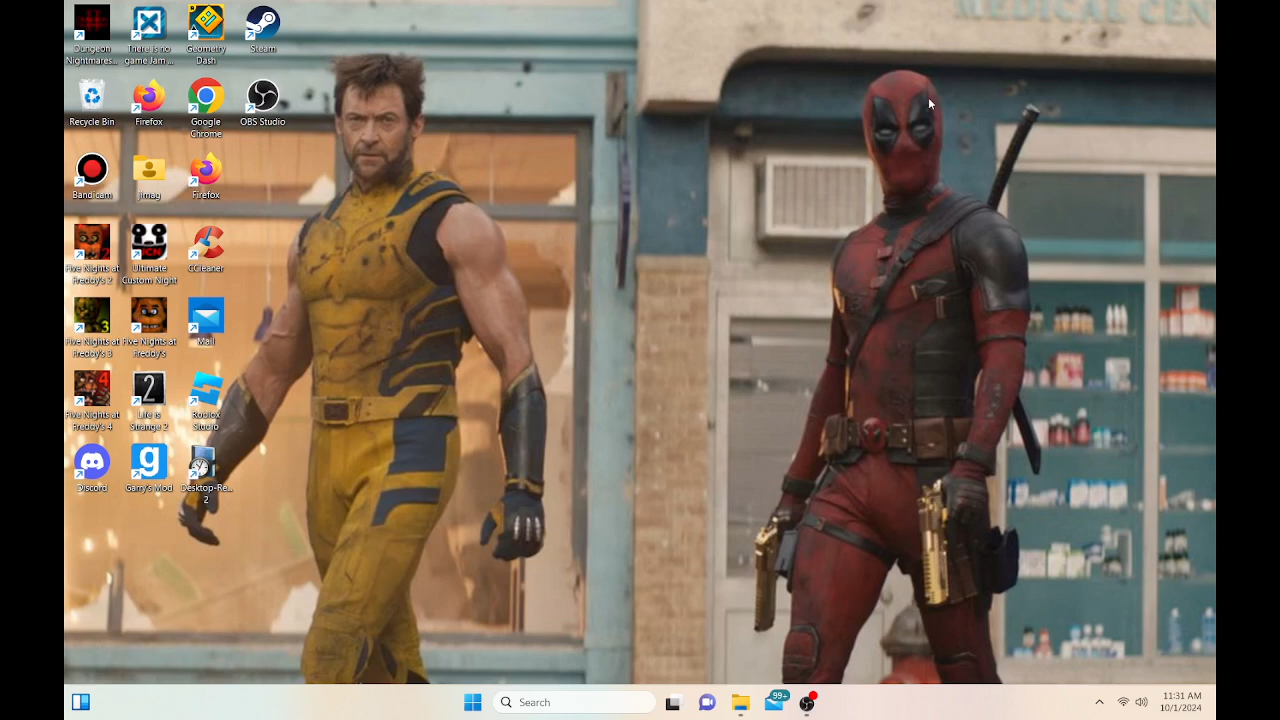 MEDICAL CEN
Dungeon
Nightmares...
There is no
game Jam ...
Geometry
Dash
Steam
Recycle Bin
Firefox
Google
Chrome
OBS Studio
Bandicam
jimag
Firefox
Five Nights at
Freddy's 2
Ultimate
Custom Night
CCleaner
Five Nights at
Freddy's 3
Five Nights at
Freddy's
Mail
Five Nights at
Freddy's 4
Life is
Strange 2
Roblox
Studio
Discord
Garry's Mod
Desktop-Re...
2
Search
99+
11:31 AM
10/1/2024